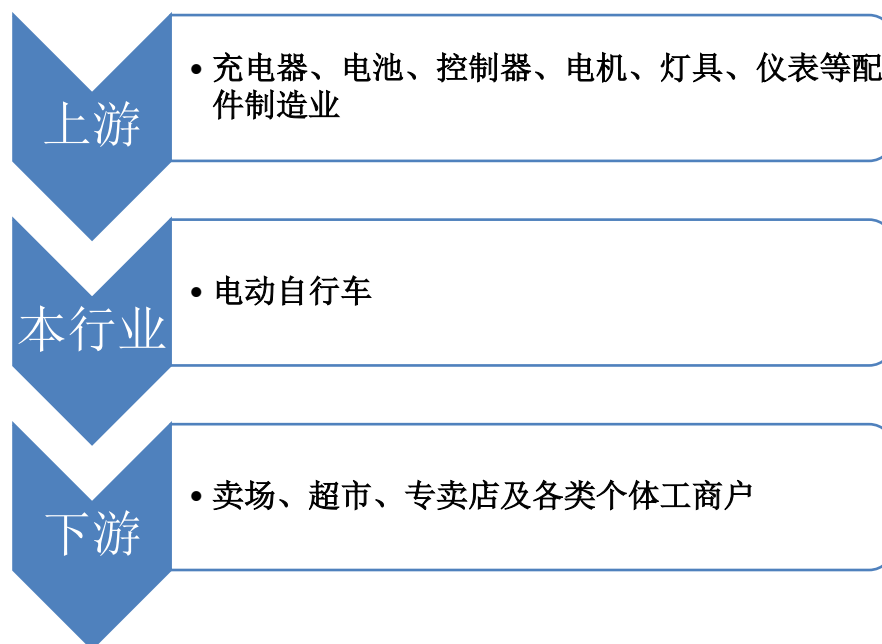 上游
• 充电器、电池、控制器、电机、灯具、仪表等配
件制造业
本行业
• 电动自行车
下游
• 卖场、超市、专卖店及各类个体工商户